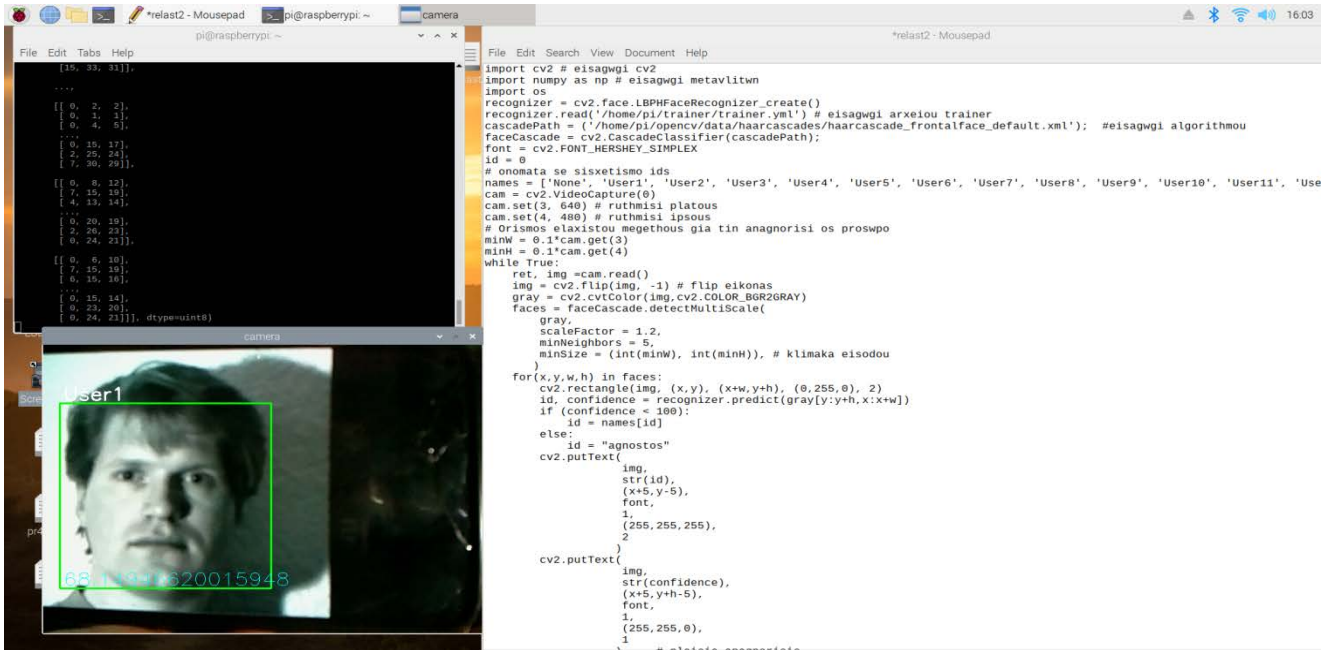 *relast2 - Mousepad
pi@raspberrypi: ~
camera
16:03
pi@raspberrypi: ~
File Edit Tabs Help
[15, 33, 31]],
...,
[[ 0, 2, 2],
[ 0, 1, 1],
[ 0, 4, 5],
...,
[ 0, 15, 17],
[ 2, 25, 24],
[ 7, 30, 29]],
[[ 0, 8, 12],
[ 7, 15, 19],
[ 4, 13, 14],
...,
[ 0, 20, 19],
[ 2, 26, 23],
[ 0, 24, 21]],
[[ 0, 6, 10],
[ 7, 15, 19],
[ 6, 15, 16],
...,
[ 0, 15, 14],
[ 0, 23, 20],
[ 0, 24, 21]]], dtype=uint8)
camera
User1
Scre
pr4
*relast2 - Mousepad
File Edit Search View Document Help
import cv2 # eisagwgi cv2
import numpy as np # eisagwgi metavlitwn
import os
recognizer = cv2.face.LBPHFaceRecognizer_create()
recognizer.read('/home/pi/trainer/trainer.yml') # eisagwgi arxeiou trainer
cascadePath = ('/home/pi/opencv/data/haarcascades/haarcascade_frontalface_default.xml'); #eisagwgi algorithmou
faceCascade = cv2.CascadeClassifier(cascadePath);
font = cv2.FONT_HERSHEY_SIMPLEX
id = 0
# onomata se sisxetismo ids
names = ['None', 'User1', 'User2', 'User3', 'User4', 'User5', 'User6', 'User7', 'User8', 'User9', 'User10', 'User11', 'Use
cam = cv2.VideoCapture(0)
cam.set(3, 640) # ruthmisi platous
cam.set(4, 480) # ruthmisi ipsous
# Orismos elaxistou megethous gia tin anagnorisi os proswpo
minW = 0.1*cam.get(3)
minH = 0.1*cam.get(4)
while True:
ret, img =cam.read()
img = cv2.flip(img, -1) # flip eikonas
gray = cv2.cvtColor(img,cv2.COLOR_BGR2GRAY)
faces = faceCascade.detectMultiScale(
gray,
scaleFactor = 1.2,
minNeighbors = 5,
minSize = (int(minW), int(minH)), # klimaka eisodou
)
for(x,y,w,h) in faces:
cv2.rectangle(img, (x,y), (x+w,y+h), (0,255,0), 2)
id, confidence = recognizer.predict(gray[y:y+h,x:x+w])
if (confidence < 100):
id = names[id]
else:
id = "agnostos"
cv2.putText(
img,
str(id),
(x+5,y-5),
font,
1,
(255,255,255),
2
)
cv2.putText(
img,
str(confidence),
(x+5,y+h-5),
font,
1,
(255,255,0),
1